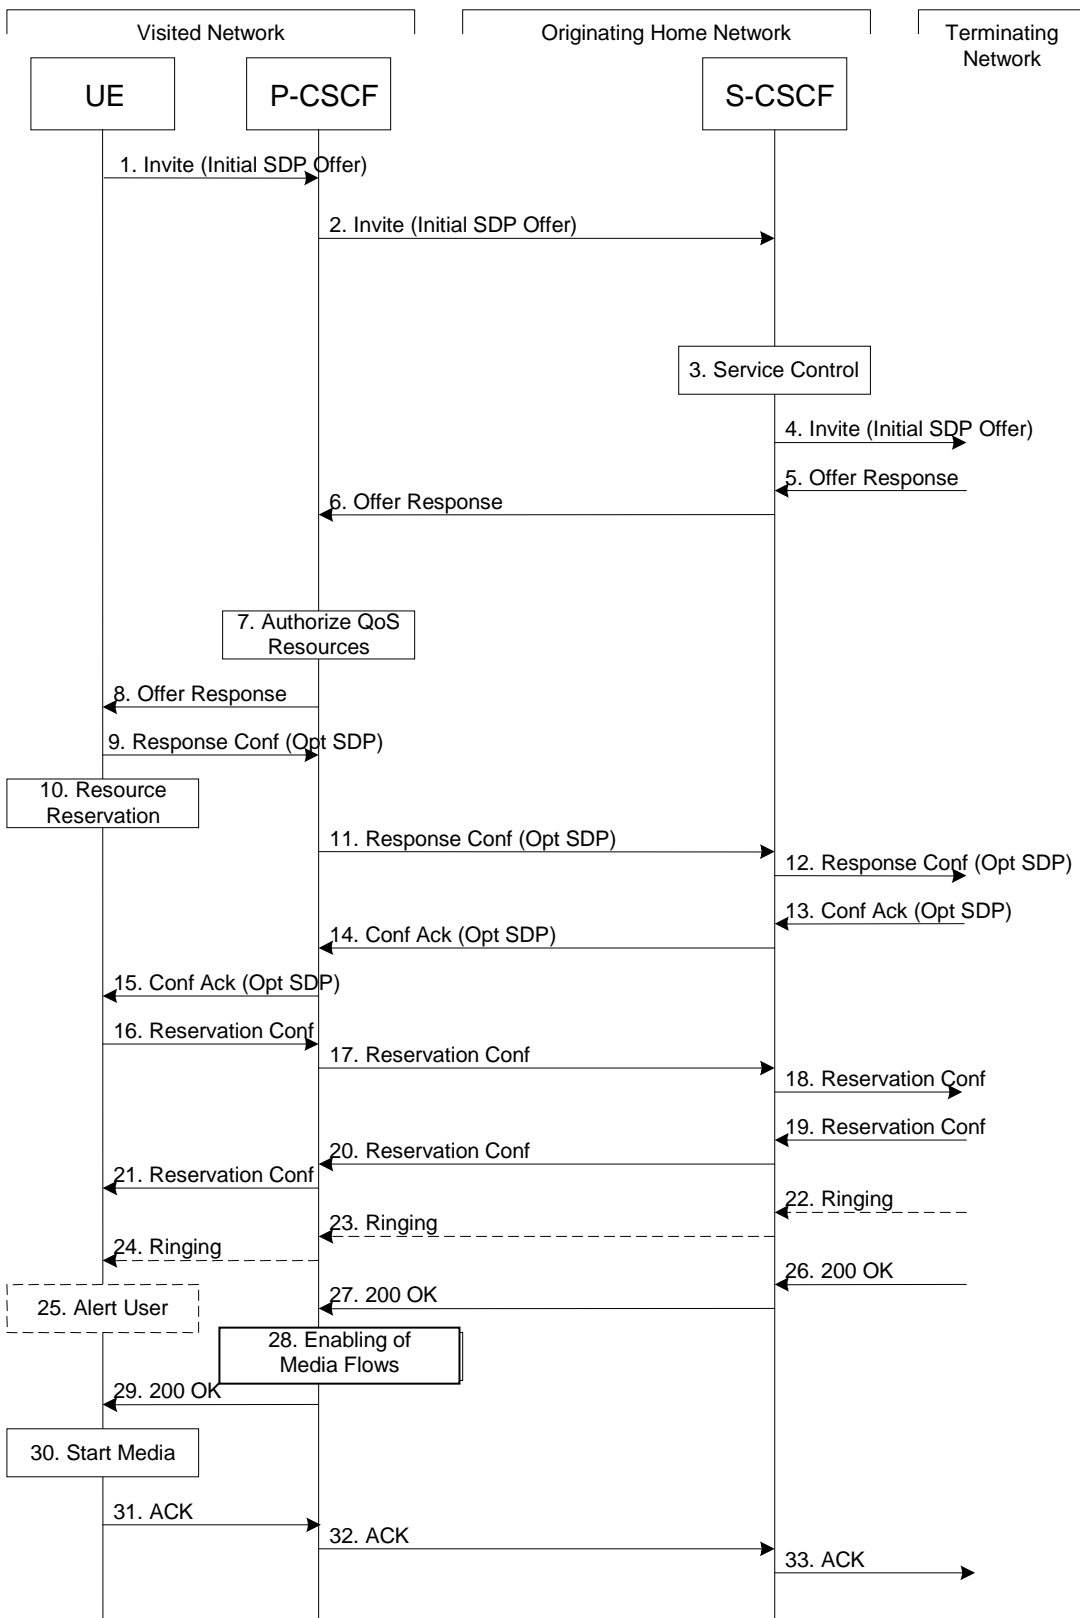 Visited Network
Originating Home Network
Terminating
Network
UE
P-CSCF
S-CSCF
1. Invite (Initial SDP Offer)
2. Invite (Initial SDP Offer)
3. Service Control
4. Invite (Initial SDP Offer)
5. Offer Response
6. Offer Response
7. Authorize QoS
Resources
8. Offer Response
9. Response Conf (Opt SDP)
10. Resource
Reservation
11. Response Conf (Opt SDP)
12. Response Conf (Opt SDP)
13. Conf Ack (Opt SDP)
14. Conf Ack (Opt SDP)
15. Conf Ack (Opt SDP)
16. Reservation Conf
17. Reservation Conf
18. Reservation Conf
19. Reservation Conf
20. Reservation Conf
21. Reservation Conf
22. Ringing
23. Ringing
24. Ringing
25. Alert User
26. 200 OK
27. 200 OK
28. Enabling of
Media Flows
29. 200 OK
30. Start Media
31. ACK
32. ACK
33. ACK